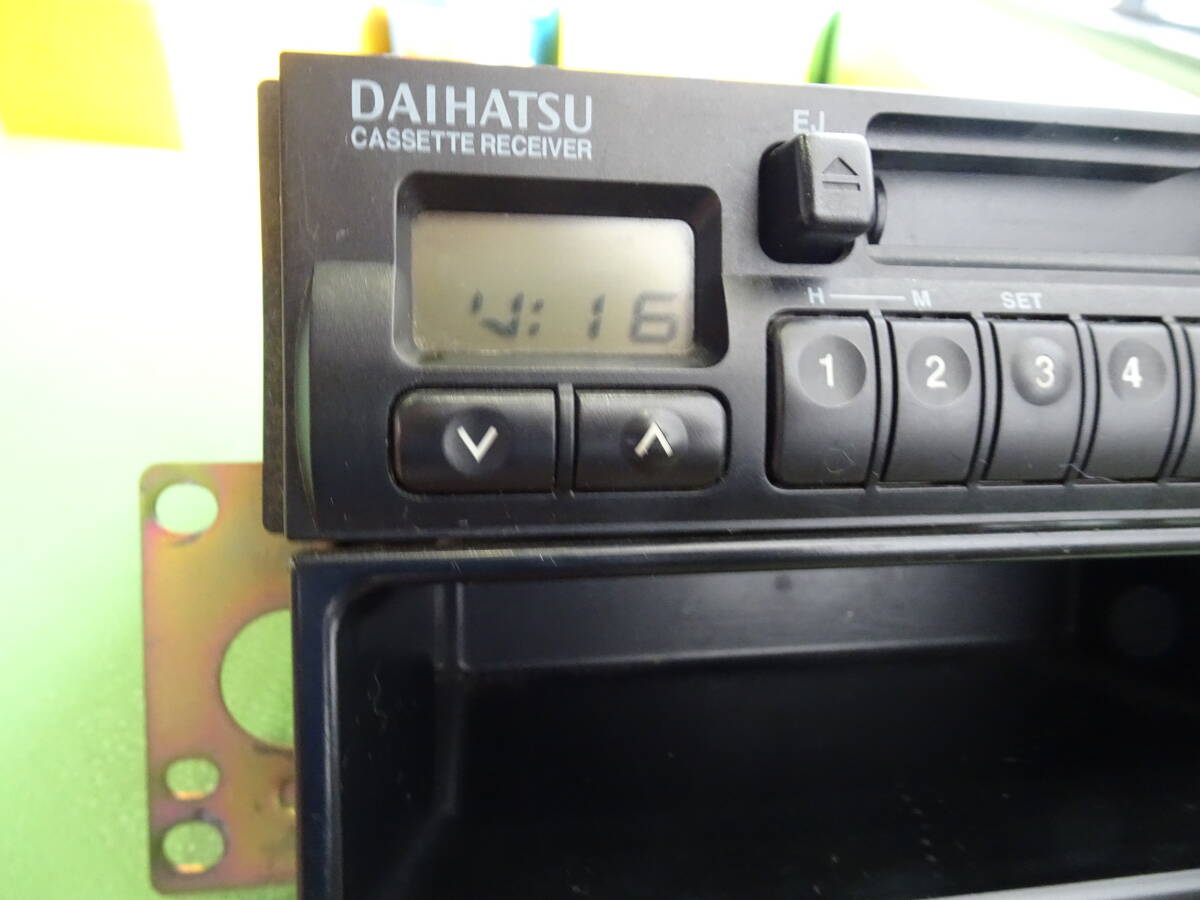 DAIHATSU
CASSETTE RECEIVER
EJ
4:16
H M SET
1 2 3 4